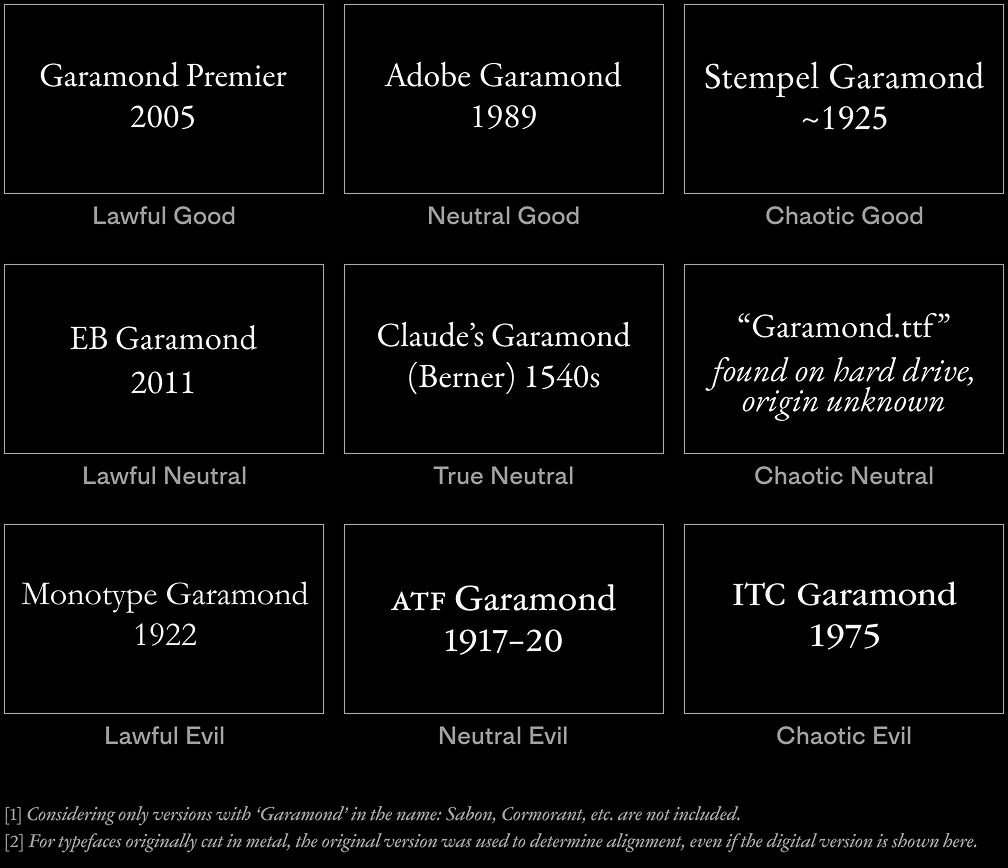 Garamond Premier
2005
Lawful Good
Adobe Garamond
1989
Neutral Good
Stempel Garamond
~1925
Chaotic Good
EB Garamond
2011
Lawful Neutral
Claude’s Garamond
(Berner) 1540s
True Neutral
“Garamond.ttf”
found on hard drive,
origin unknown
Chaotic Neutral
Monotype Garamond
1922
Lawful Evil
ATF Garamond
1917–20
Neutral Evil
ITC Garamond
1975
Chaotic Evil
[1] Considering only versions with ‘Garamond’ in the name: Sabon, Cormorant, etc. are not included.
[2] For typefaces originally cut in metal, the original version was used to determine alignment, even if the digital version is shown here.